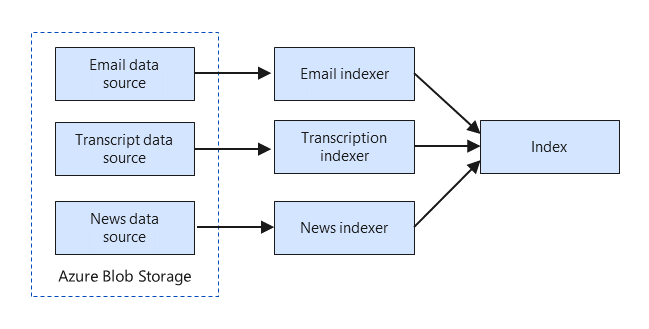 Email data
source
Email indexer
Transcript data
source
Transcription
indexer
Index
News data
source
News indexer
Azure Blob Storage